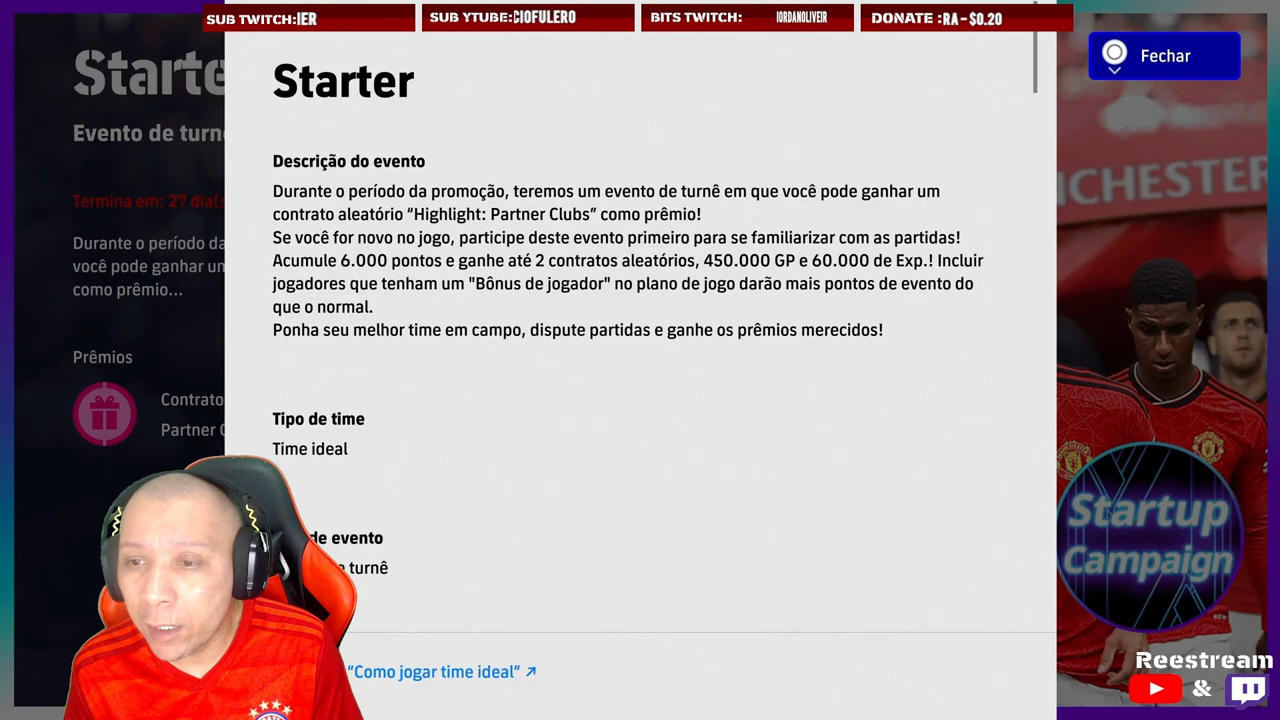 SUB TWITCH:IER
SUB YTUBE:CIOFULERO
BITS TWITCH: IORDANOLIVEIR
DONATE :RA - $0.20
Starte
Evento de turn
Termina em: 27 dia(s
Durante o período da
você pode ganhar um
como prêmio...
Prêmios
Contrato
Partner C
Starter
Descrição do evento
Durante o período da promoção, teremos um evento de turnê em que você pode ganhar um
contrato aleatório “Highlight: Partner Clubs” como prêmio!
Se você for novo no jogo, participe deste evento primeiro para se familiarizar com as partidas!
Acumule 6.000 pontos e ganhe até 2 contratos aleatórios, 450.000 GP e 60.000 de Exp.! Incluir
jogadores que tenham um "Bônus de jogador" no plano de jogo darão mais pontos de evento do
que o normal.
Ponha seu melhor time em campo, dispute partidas e ganhe os prêmios merecidos!
Tipo de time
Time ideal
de evento
turnê
“Como jogar time ideal” ↗
Fechar
NCHESTER
Startup
Campaign
Reestream
&